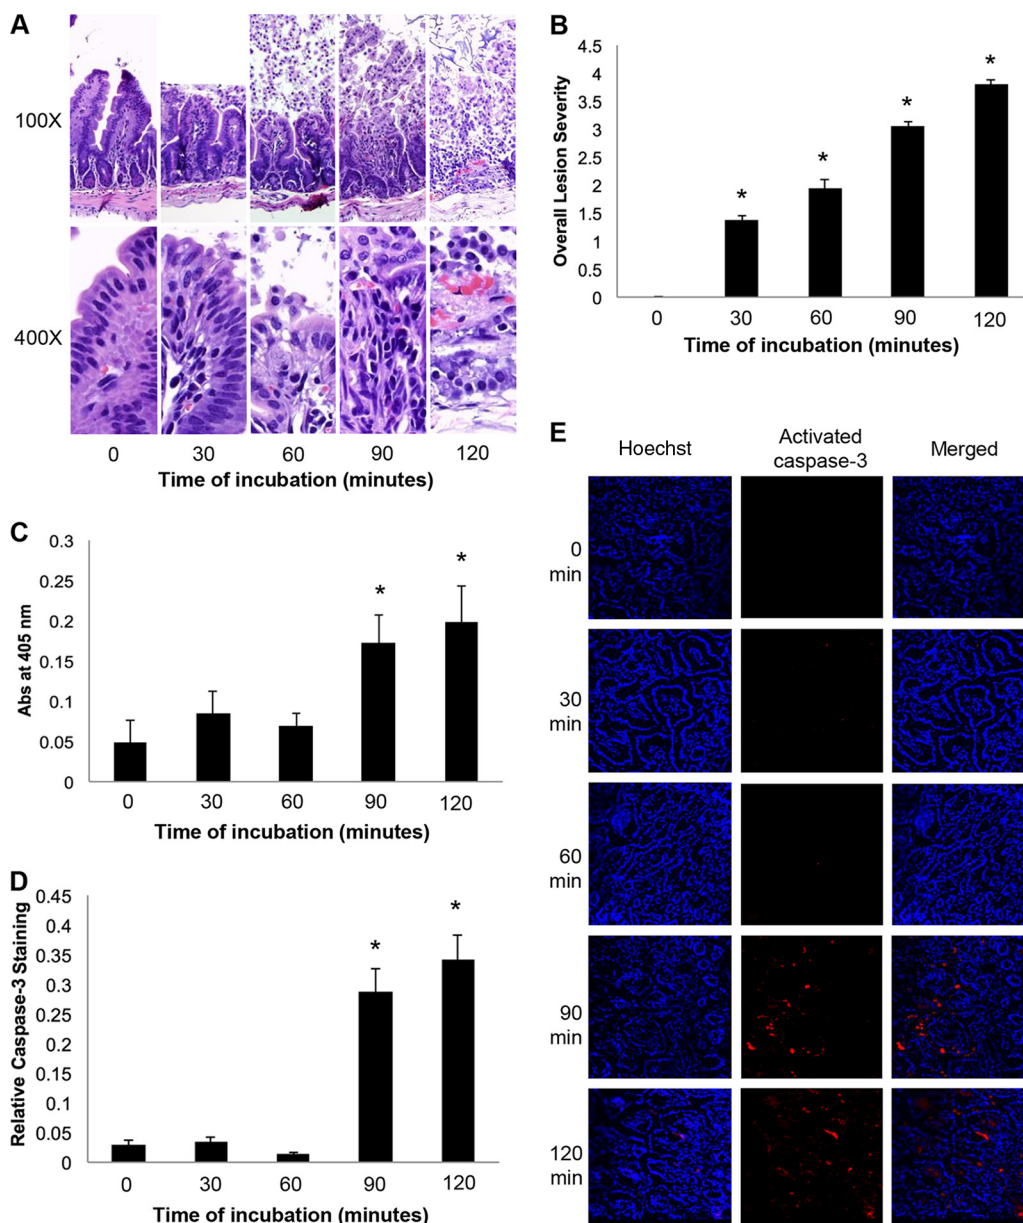 A
100X
400X
0 30 60 90 120
Time of incubation (minutes)
B
Overall Lesion Severity
4.5
4
3.5
3
2.5
2
1.5
1
0.5
0
* * * *
0 30 60 90 120
Time of incubation (minutes)
C
Abs at 405 nm
0.3
0.25
0.2
0.15
0.1
0.05
0
* *
0 30 60 90 120
Time of incubation (minutes)
D
Relative Caspase-3 Staining
0.45
0.4
0.35
0.3
0.25
0.2
0.15
0.1
0.05
0
* *
0 30 60 90 120
Time of incubation (minutes)
E
Hoechst
Activated
caspase-3
Merged
0
min
30
min
60
min
90
min
120
min